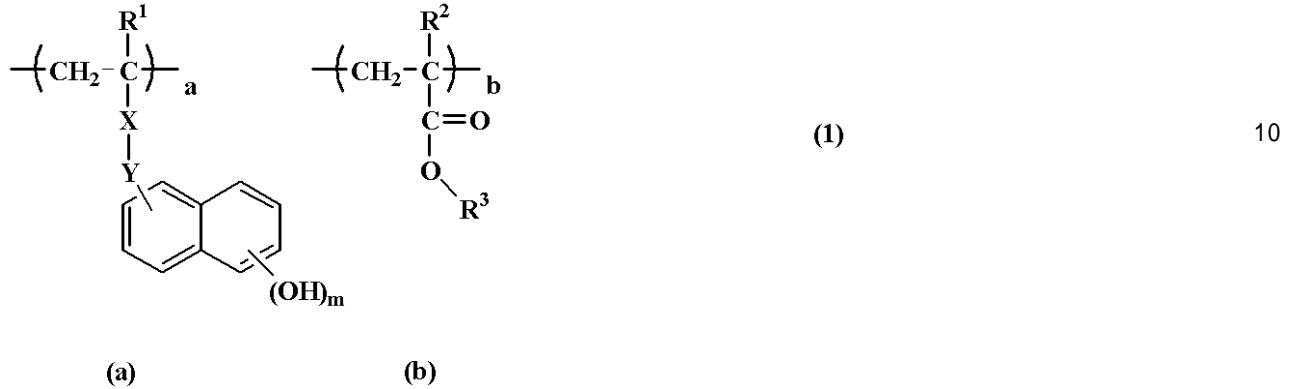 R¹ R²
—(CH₂–C)—a —(CH₂–C)—b
X C=O (1) 10
Y O
R³
(OH)m
(a) (b)